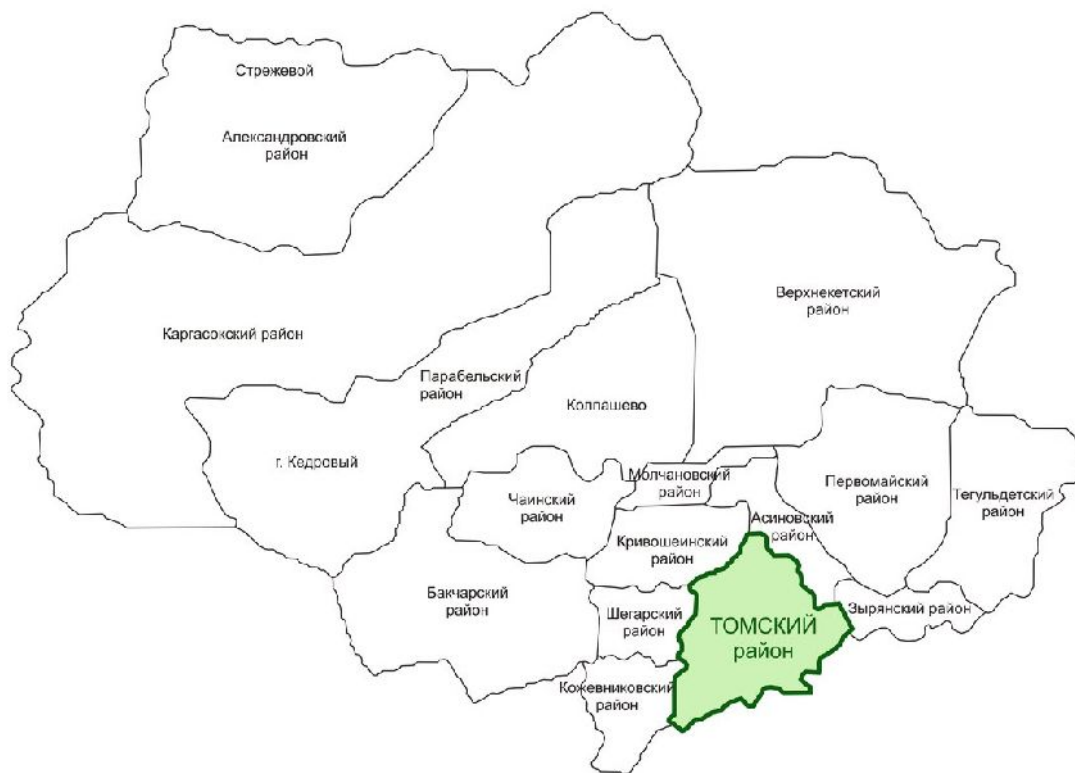 Стрежевой
Александровский
район
Верхнекетский
район
Каргасокский район
Парабельский
район
Колпашево
г. Кедровый
Молчановский
район
Чаинский
район
Первомайский
район
Тегульдетский
район
Асиновский
район
Кривошеинский
район
Бакчарский
район
Шегарский
район
Зырянский район
ТОМСКИЙ
район
Кожевниковский
район